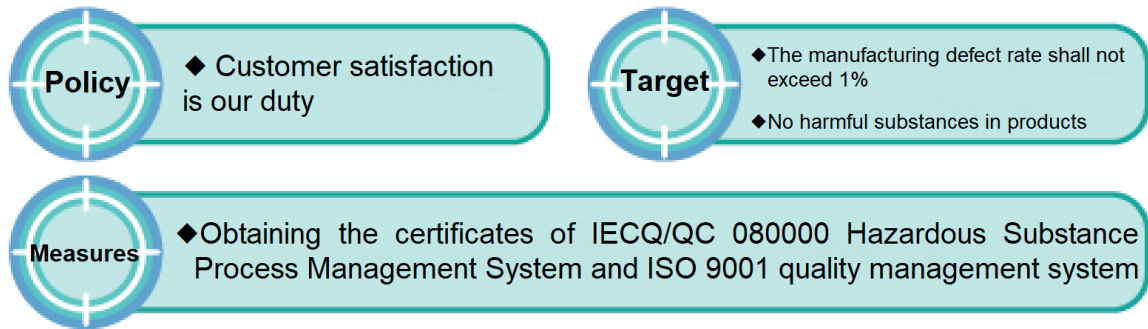 Policy
◆ Customer satisfaction
is our duty
Target
◆The manufacturing defect rate shall not
exceed 1%
◆No harmful substances in products
Measures
◆Obtaining the certificates of IECQ/QC 080000 Hazardous Substance
Process Management System and ISO 9001 quality management system